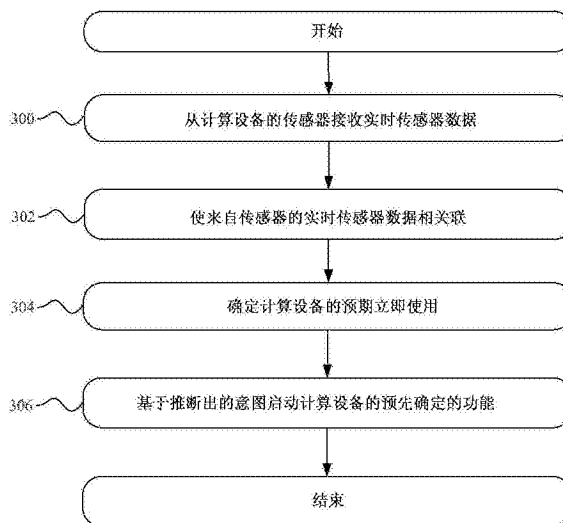 开始
300 从计算设备的传感器接收实时传感器数据
302 使来自传感器的实时传感器数据相关联
304 确定计算设备的预期立即使用
306 基于推断出的意图启动计算设备的预先确定的功能
结束